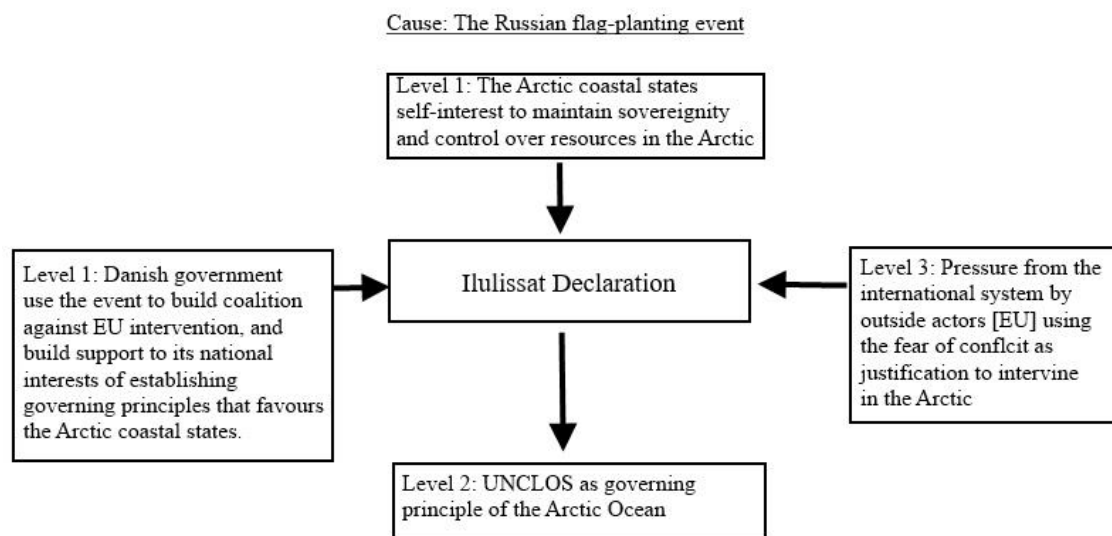 Cause: The Russian flag-planting event
Level 1: The Arctic coastal states
self-interest to maintain sovereignity
and control over resources in the Arctic
Level 1: Danish government
use the event to build coalition
against EU intervention, and
build support to its national
interests of establishing
governing principles that favours
the Arctic coastal states.
Ilulissat Declaration
Level 3: Pressure from the
international system by
outside actors [EU] using
the fear of conflcit as
justification to intervine
in the Arctic
Level 2: UNCLOS as governing
principle of the Arctic Ocean